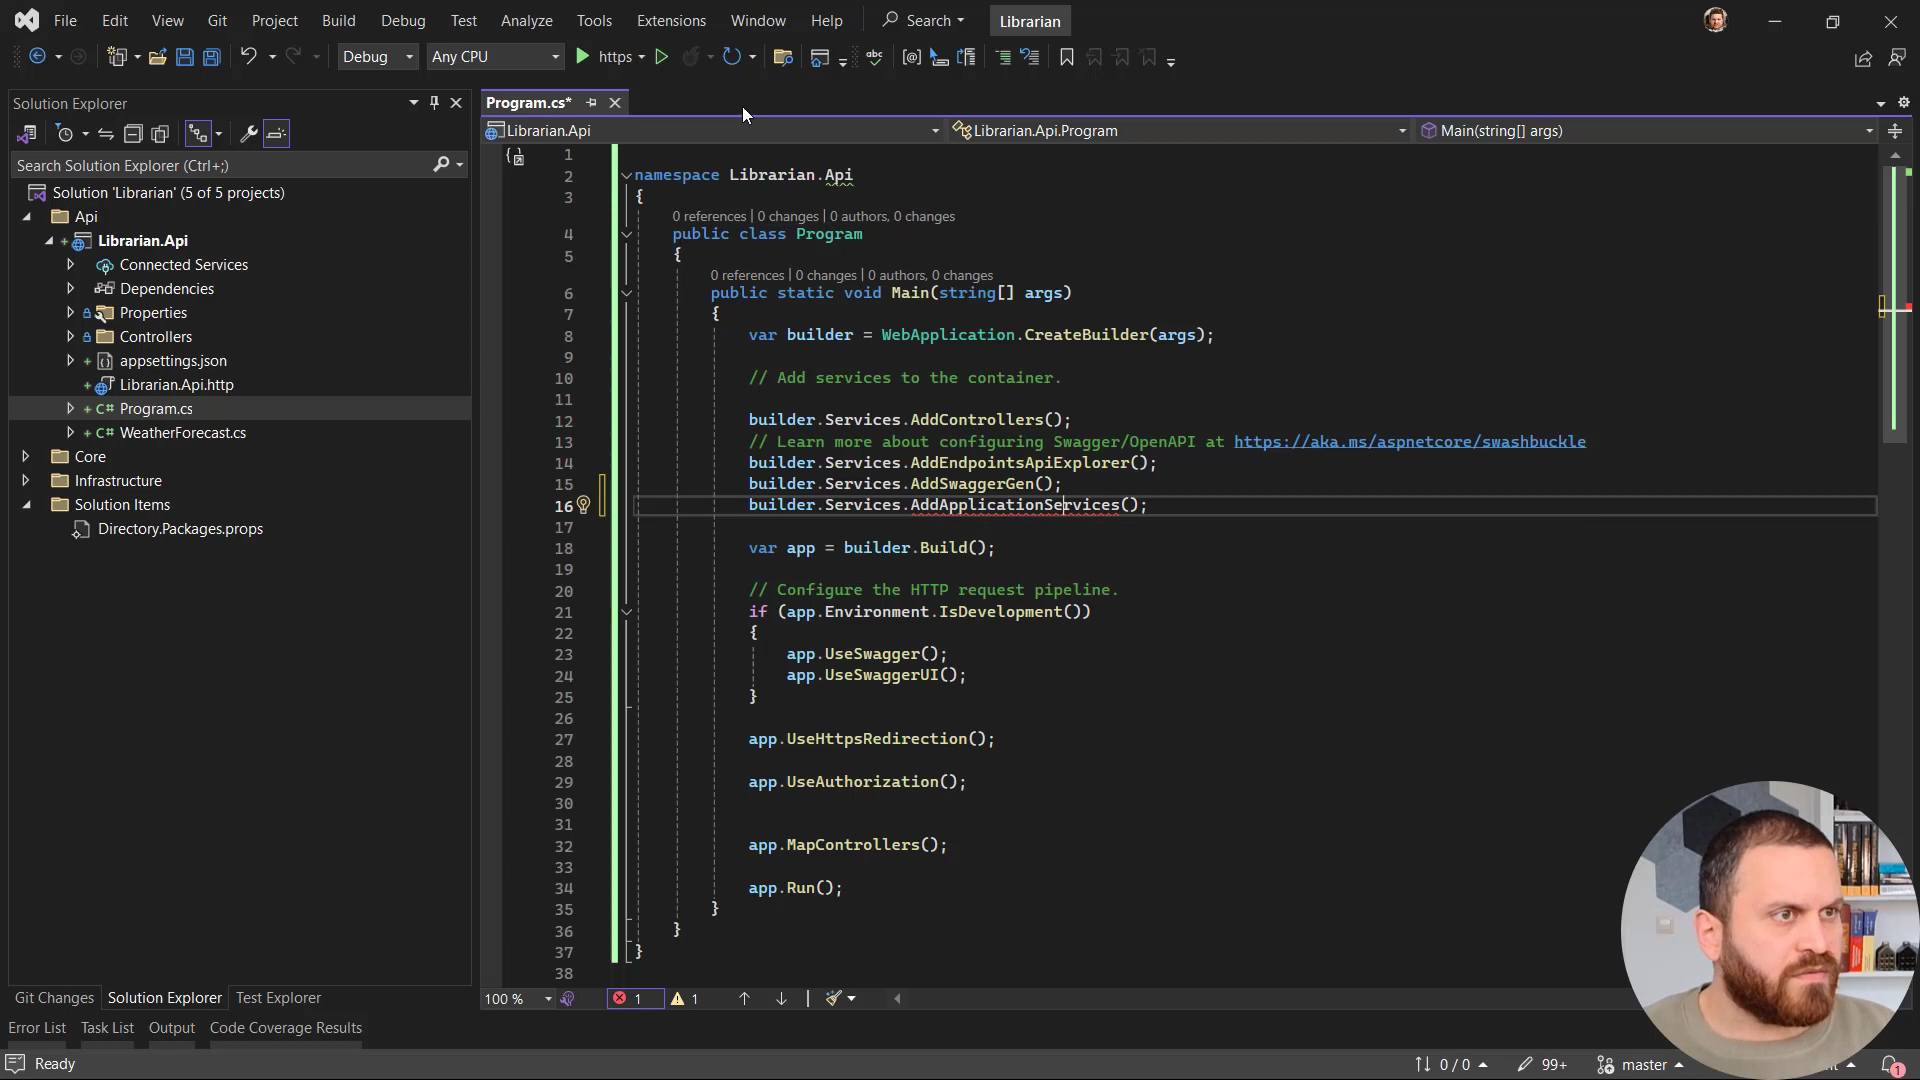 File Edit View Git Project Build Debug Test Analyze Tools Extensions Window Help Search Librarian
Debug Any CPU https
Solution Explorer
Search Solution Explorer (Ctrl+;)
Solution 'Librarian' (5 of 5 projects)
Api
Librarian.Api
Connected Services
Dependencies
Properties
Controllers
appsettings.json
Librarian.Api.http
Program.cs
WeatherForecast.cs
Core
Infrastructure
Solution Items
Directory.Packages.props
Git Changes Solution Explorer Test Explorer
Program.cs*
Librarian.Api Librarian.Api.Program Main(string[] args)
1
2 namespace Librarian.Api
3 {
0 references | 0 changes | 0 authors, 0 changes
4 public class Program
5 {
0 references | 0 changes | 0 authors, 0 changes
6 public static void Main(string[] args)
7 {
8 var builder = WebApplication.CreateBuilder(args);
9
10 // Add services to the container.
11
12 builder.Services.AddControllers();
13 // Learn more about configuring Swagger/OpenAPI at https://aka.ms/aspnetcore/swashbuckle
14 builder.Services.AddEndpointsApiExplorer();
15 builder.Services.AddSwaggerGen();
16 builder.Services.AddApplicationServices();
17
18 var app = builder.Build();
19
20 // Configure the HTTP request pipeline.
21 if (app.Environment.IsDevelopment())
22 {
23 app.UseSwagger();
24 app.UseSwaggerUI();
25 }
26
27 app.UseHttpsRedirection();
28
29 app.UseAuthorization();
30
31
32 app.MapControllers();
33
34 app.Run();
35 }
36 }
37 }
38
100 % 1 1
Error List Task List Output Code Coverage Results
Ready 0 / 0 99+ master 1